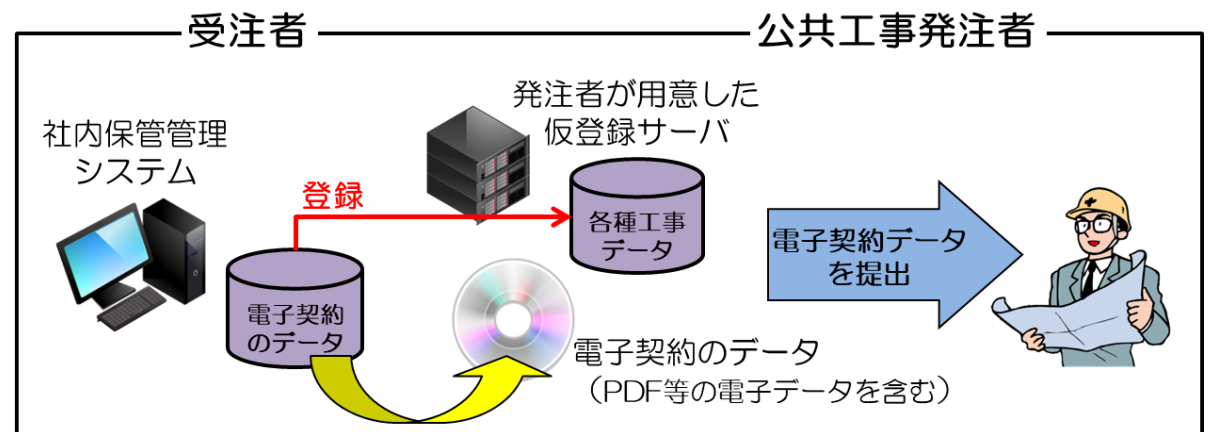 受注者
公共工事発注者
社内保管管理
システム
発注者が用意した
仮登録サーバ
登録
各種工事
データ
電子契約データ
を提出
電子契約
のデータ
電子契約のデータ
（PDF等の電子データを含む）